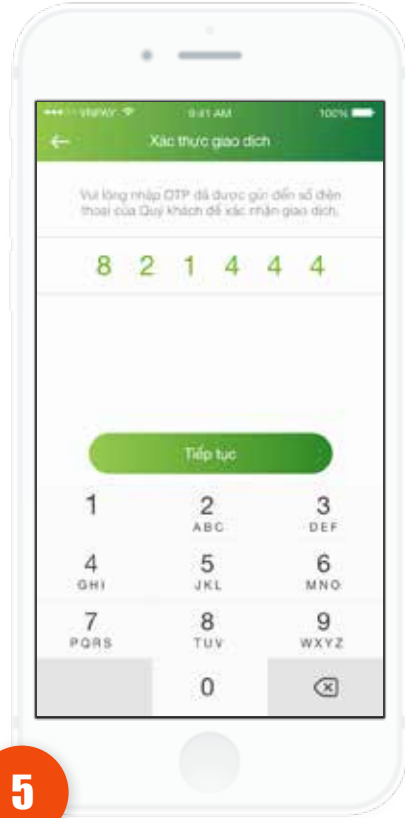 9:41 AM 100%
Xác thực giao dịch
Vui lòng nhập OTP đã được gửi đến số điện
thoại của Quý khách để xác nhận giao dịch.
8 2 1 4 4 4
Tiếp tục
1 2 3
ABC DEF
4 5 6
GHI JKL MNO
7 8 9
PQRS TUV WXYZ
0
5